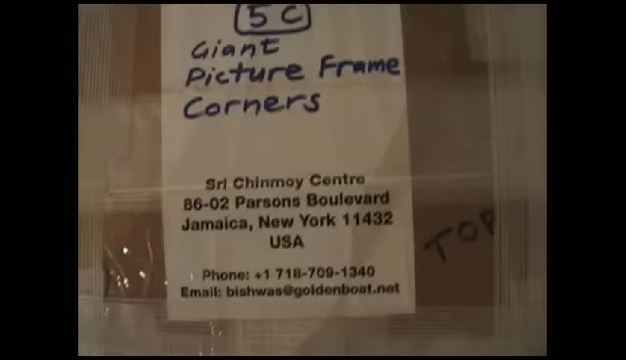 5C
Giant
Picture Frame
Corners
Sri Chinmoy Centre
86-02 Parsons Boulevard
Jamaica, New York 11432
USA
TOP
Phone: +1 718-709-1340
Email: bishwas@goldenboat.net